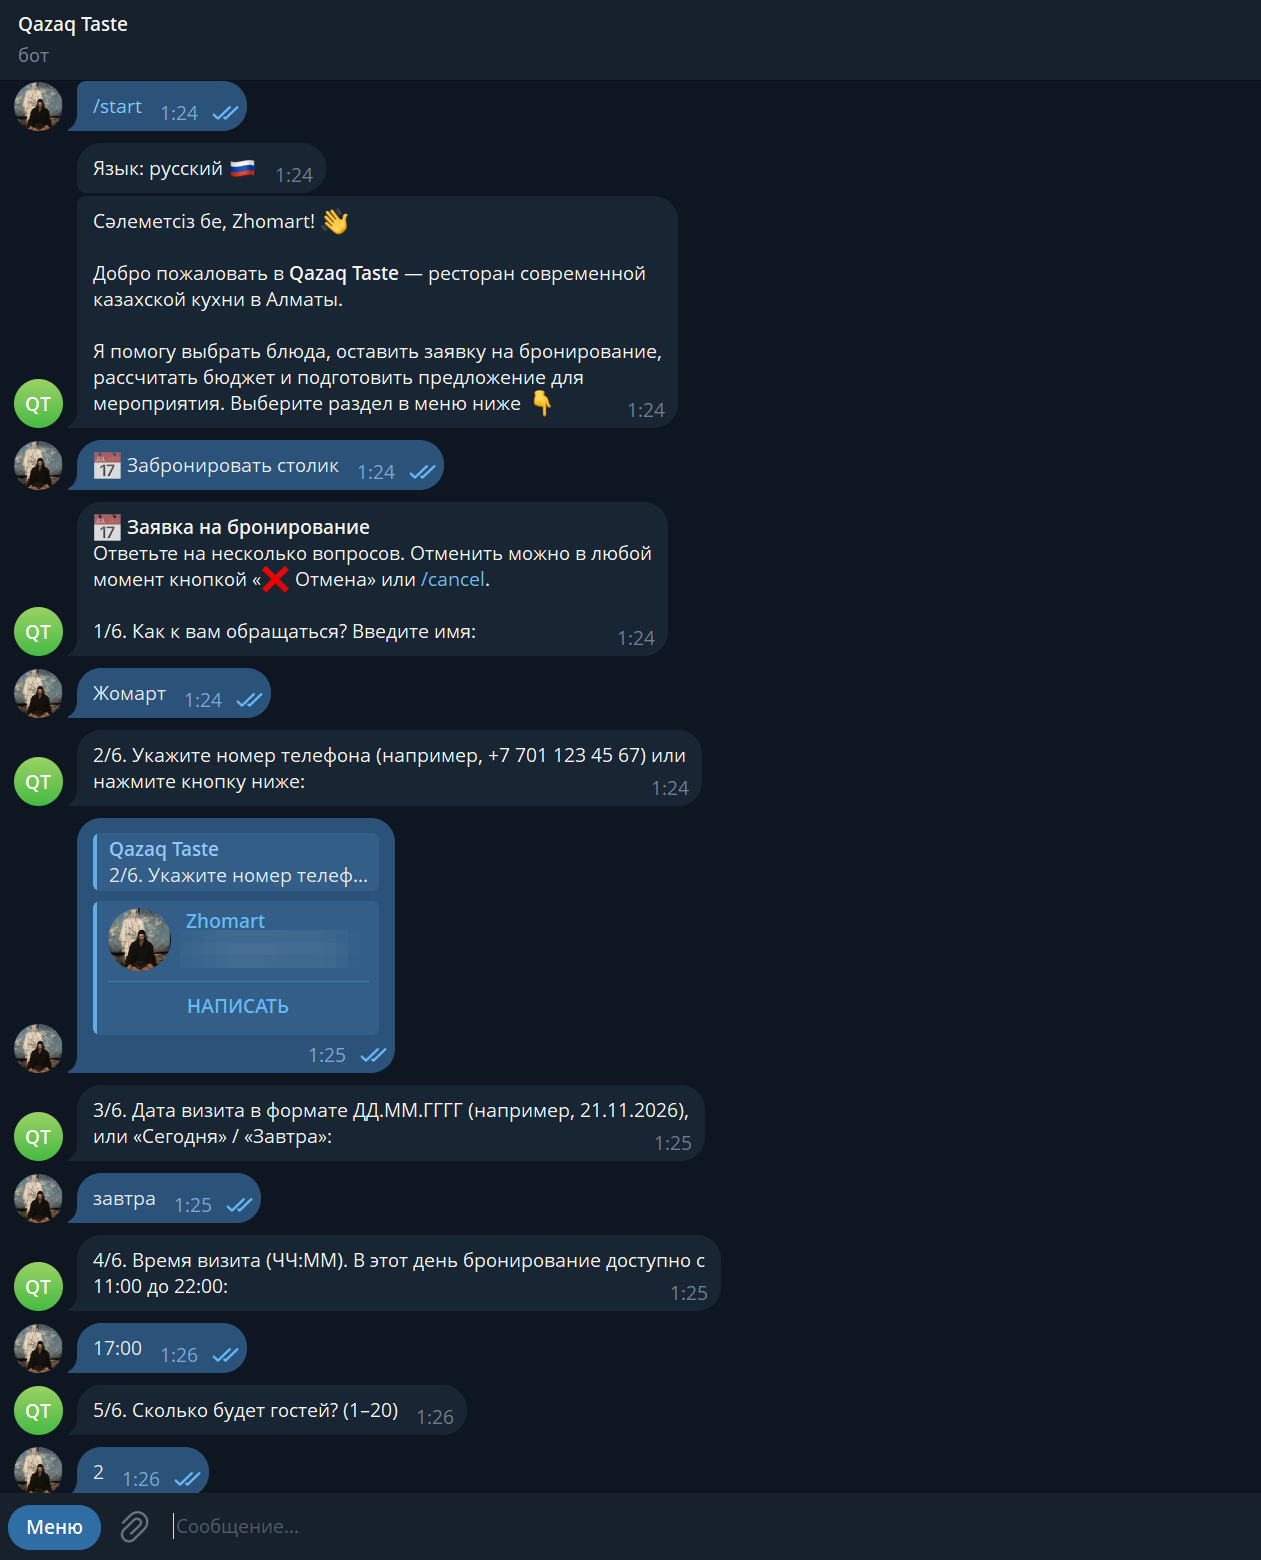 Qazaq Taste
бот
/start 1:24
Язык: русский 🇷🇺 1:24
Сәлеметсіз бе, Zhomart! 👋
Добро пожаловать в Qazaq Taste — ресторан современной
казахской кухни в Алматы.
Я помогу выбрать блюда, оставить заявку на бронирование,
рассчитать бюджет и подготовить предложение для
мероприятия. Выберите раздел в меню ниже 👇 1:24
QT
📅 Забронировать столик 1:24
📅 Заявка на бронирование
Ответьте на несколько вопросов. Отменить можно в любой
момент кнопкой «❌ Отмена» или /cancel.
1/6. Как к вам обращаться? Введите имя: 1:24
QT
Жомарт 1:24
2/6. Укажите номер телефона (например, +7 701 123 45 67) или
нажмите кнопку ниже: 1:24
QT
Qazaq Taste
2/6. Укажите номер телеф...
Zhomart
НАПИСАТЬ
1:25
3/6. Дата визита в формате ДД.ММ.ГГГГ (например, 21.11.2026),
или «Сегодня» / «Завтра»: 1:25
QT
завтра 1:25
4/6. Время визита (ЧЧ:ММ). В этот день бронирование доступно с
11:00 до 22:00: 1:25
QT
17:00 1:26
QT
5/6. Сколько будет гостей? (1–20) 1:26
2 1:26
Меню
Сообщение...